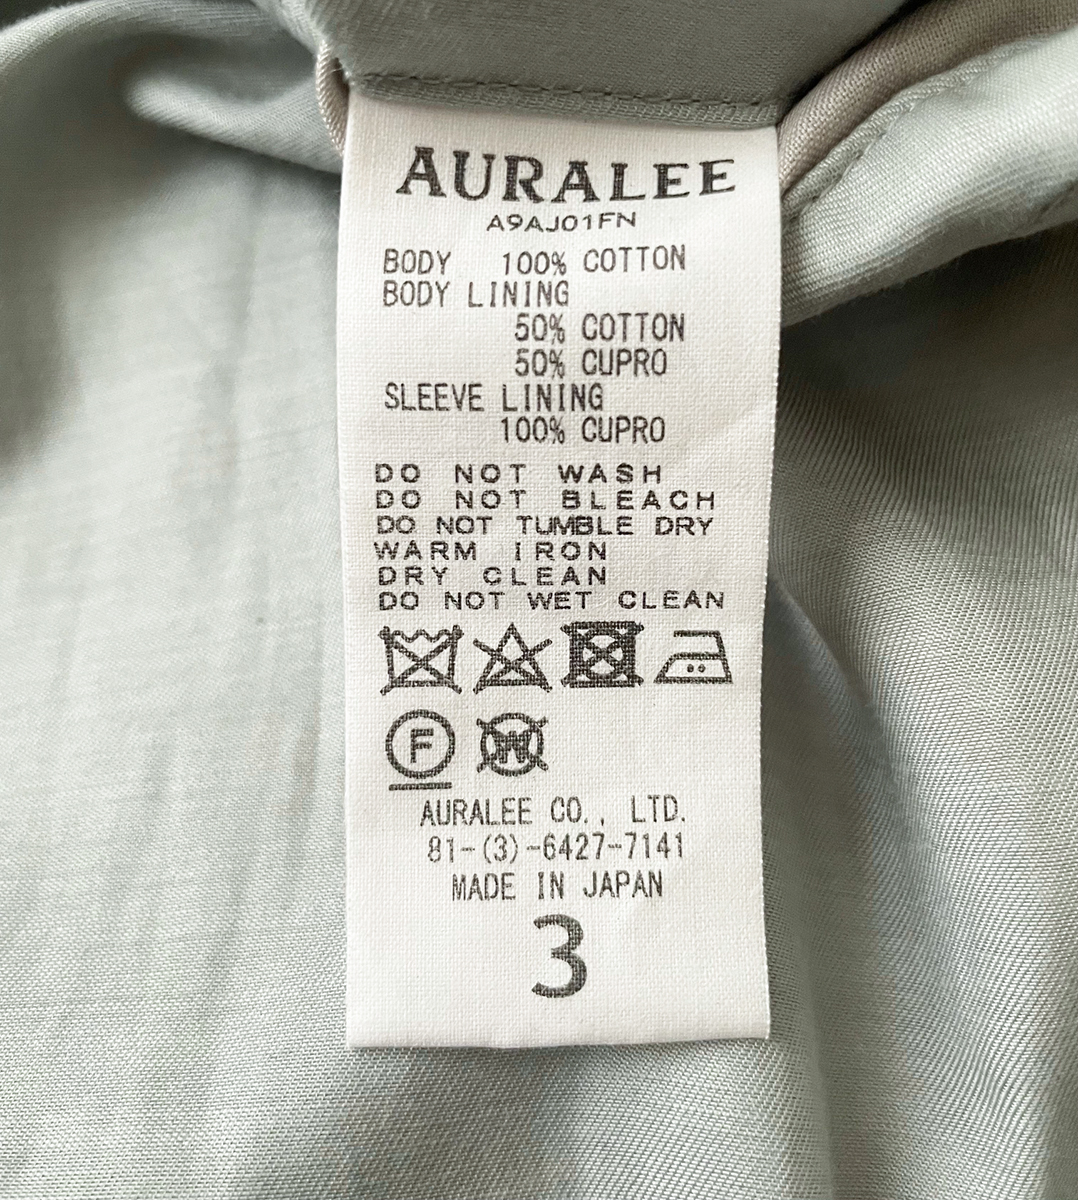 AURALEE
A9AJ01FN
BODY 100% COTTON
BODY LINING
50% COTTON
50% CUPRO
SLEEVE LINING
100% CUPRO
DO NOT WASH
DO NOT BLEACH
DO NOT TUMBLE DRY
WARM IRON
DRY CLEAN
DO NOT WET CLEAN
F W
AURALEE CO., LTD.
81-(3)-6427-7141
MADE IN JAPAN
3